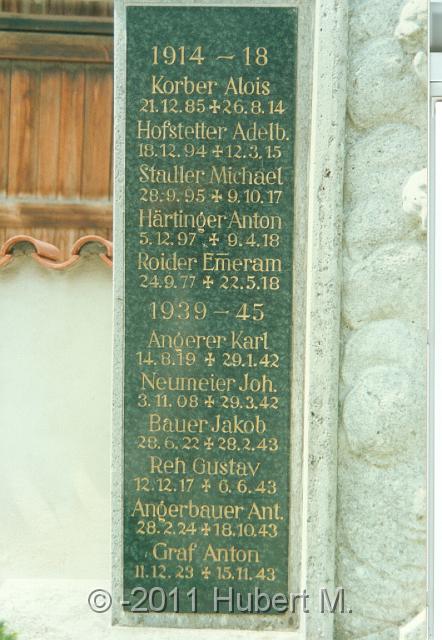 1914 - 18
Korber Alois
21.12.85 ✠ 26.8.14
Hofstetter Adelb.
18.12.94 ✠ 12.3.15
Stadler Michael
28.9.95 ✠ 9.10.17
Härtinger Anton
5.12.97 ✠ 9.4.18
Roider Emeram
24.9.77 ✠ 22.5.18
1939 - 45
Angerer Karl
14.8.19 ✠ 29.1.42
Neumeier Joh.
3.11.08 ✠ 29.3.42
Bauer Jakob
28.6.22 ✠ 28.2.43
Reh Gustav
12.12.17 ✠ 6.6.43
Angerbauer Ant.
28.2.24 ✠ 18.10.43
Graf Anton
11.12.23 ✠ 15.11.43
© -2011 Hubert M.